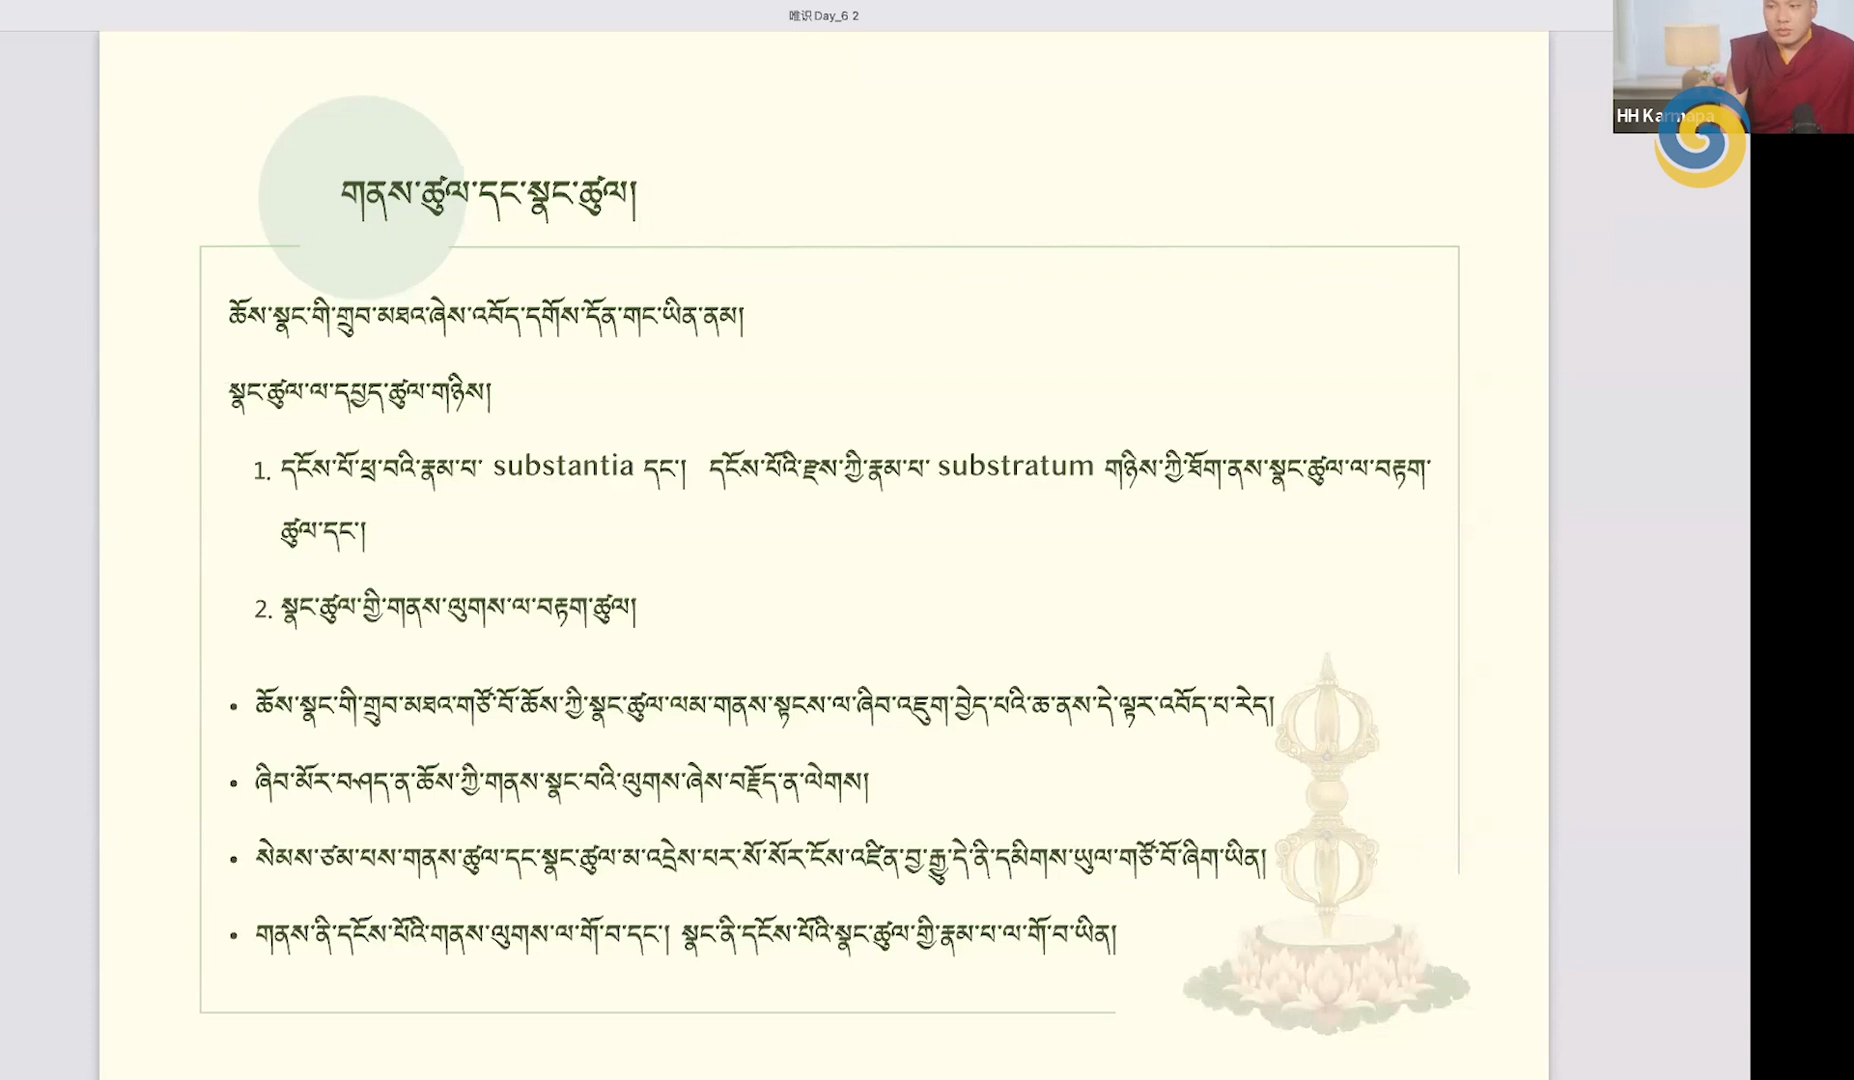 唯识 Day_6 2
HH Karmapa
གནས་ཚུལ་དང་སྣང་ཚུལ།
ཆོས་སྣང་གི་གྲུབ་མཐའ་ཞེས་འབོད་དགོས་དོན་གང་ཡིན་ནམ།
སྣང་ཚུལ་ལ་དཔྱད་ཚུལ་གཉིས།
1. དངོས་པོ་ཕྲ་བའི་རྣམ་པ་ substantia དང་། དངོས་པོའི་རྫས་ཀྱི་རྣམ་པ་ substratum གཉིས་ཀྱི་ཐོག་ནས་སྣང་ཚུལ་ལ་བརྟག་
ཚུལ་དང་།
2. སྣང་ཚུལ་གྱི་གནས་ལུགས་ལ་བརྟག་ཚུལ།
• ཆོས་སྣང་གི་གྲུབ་མཐའ་གཙོ་བོ་ཆོས་ཀྱི་སྣང་ཚུལ་ལམ་གནས་སྟངས་ལ་ཞིབ་འཇུག་བྱེད་པའི་ཆ་ནས་དེ་ལྟར་འབོད་པ་རེད།
• ཞིབ་མོར་བཤད་ན་ཆོས་ཀྱི་གནས་སྣང་བའི་ལུགས་ཞེས་བརྗོད་ན་ལེགས།
• སེམས་ཙམ་པས་གནས་ཚུལ་དང་སྣང་ཚུལ་མ་འདྲེས་པར་སོ་སོར་ངོས་འཛིན་བྱ་རྒྱུ་དེ་ནི་དམིགས་ཡུལ་གཙོ་བོ་ཞིག་ཡིན།
• གནས་ནི་དངོས་པོའི་གནས་ལུགས་ལ་གོ་བ་དང་། སྣང་ནི་དངོས་པོའི་སྣང་ཚུལ་གྱི་རྣམ་པ་ལ་གོ་བ་ཡིན།